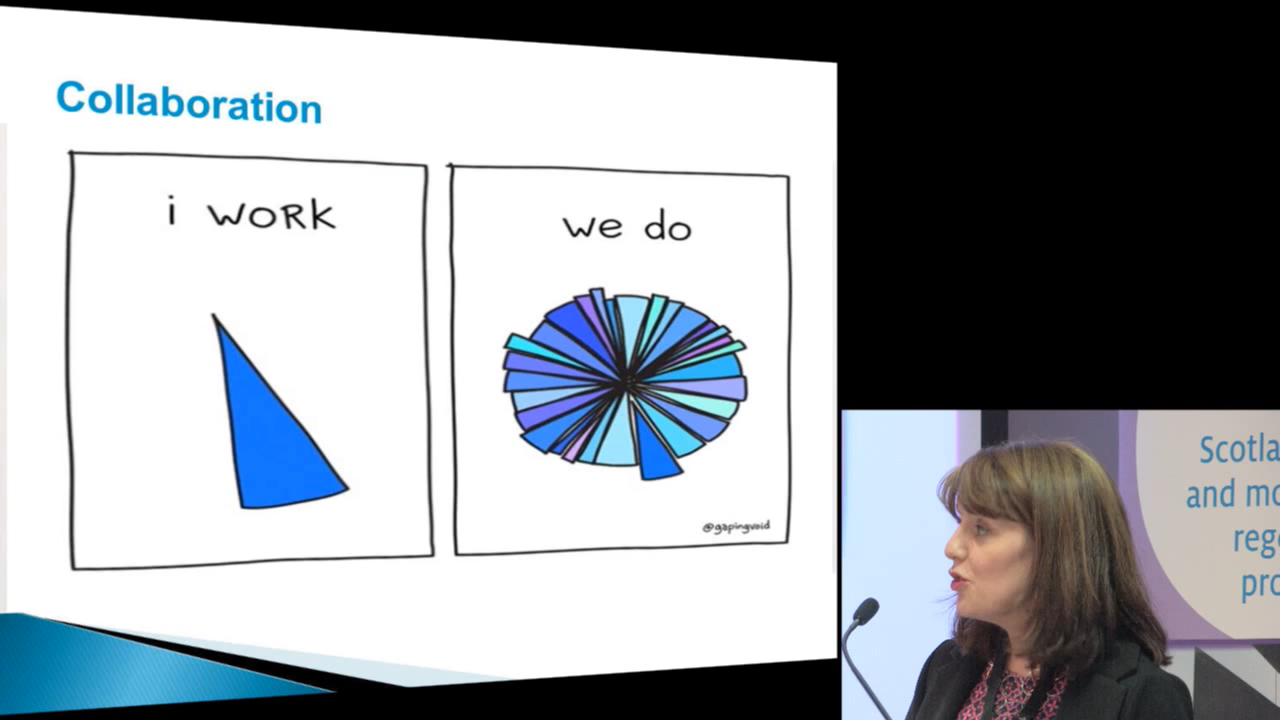 Collaboration
i work
we do
@gapingvoid
Scotla
and mo
rege
pro